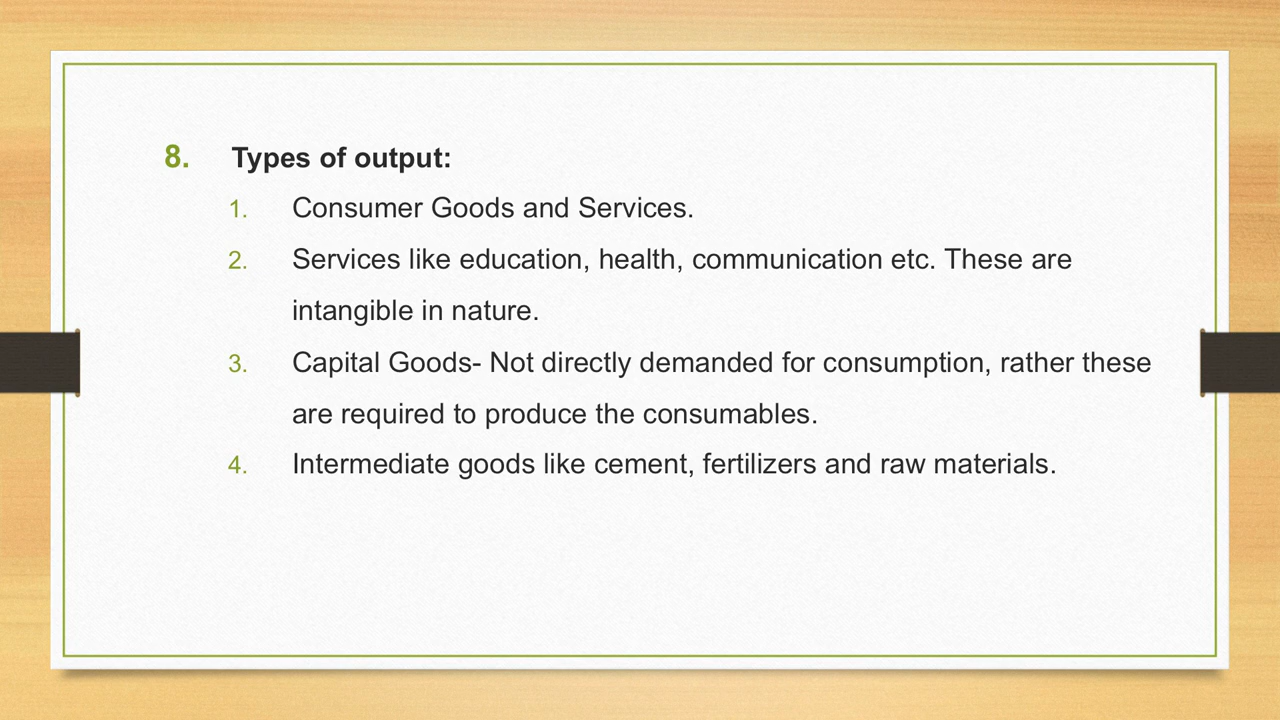 8. Types of output:
1. Consumer Goods and Services.
2. Services like education, health, communication etc. These are
intangible in nature.
3. Capital Goods- Not directly demanded for consumption, rather these
are required to produce the consumables.
4. Intermediate goods like cement, fertilizers and raw materials.